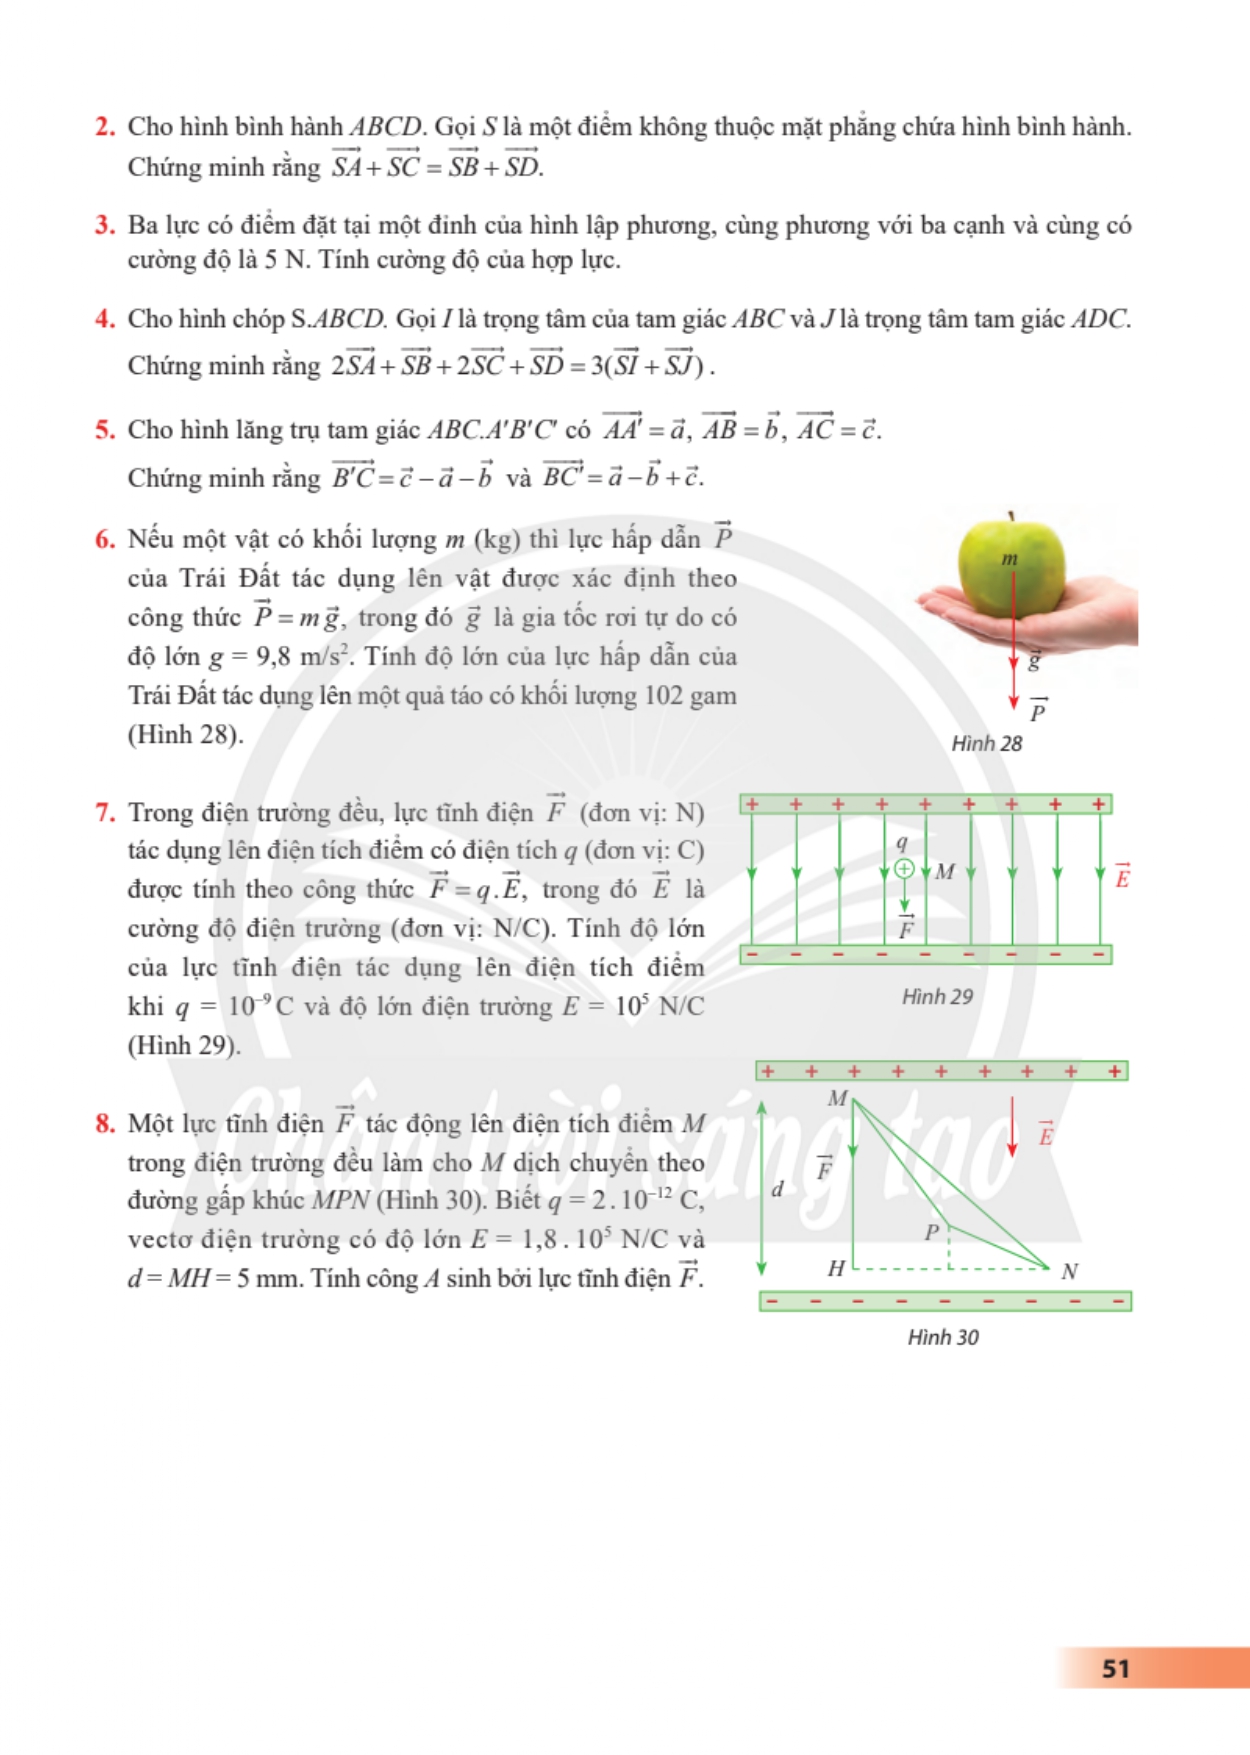 2. Cho hình bình hành ABCD. Gọi S là một điểm không thuộc mặt phẳng chứa hình bình hành.
Chứng minh rằng $\overrightarrow{SA} + \overrightarrow{SC} = \overrightarrow{SB} + \overrightarrow{SD}$.
3. Ba lực có điểm đặt tại một đỉnh của hình lập phương, cùng phương với ba cạnh và cùng có
cường độ là 5 N. Tính cường độ của hợp lực.
4. Cho hình chóp S.ABCD. Gọi I là trọng tâm của tam giác ABC và J là trọng tâm tam giác ADC.
Chứng minh rằng $2\overrightarrow{SA} + \overrightarrow{SB} + 2\overrightarrow{SC} + \overrightarrow{SD} = 3(\overrightarrow{SI} + \overrightarrow{SJ})$.
5. Cho hình lăng trụ tam giác ABC.A'B'C' có $\overrightarrow{AA'} = \vec{a}$, $\overrightarrow{AB} = \vec{b}$, $\overrightarrow{AC} = \vec{c}$.
Chứng minh rằng $\overrightarrow{B'C} = \vec{c} - \vec{a} - \vec{b}$ và $\overrightarrow{BC'} = \vec{a} - \vec{b} + \vec{c}$.
6. Nếu một vật có khối lượng m (kg) thì lực hấp dẫn $\vec{P}$
của Trái Đất tác dụng lên vật được xác định theo
công thức $\vec{P} = m\vec{g}$, trong đó $\vec{g}$ là gia tốc rơi tự do có
độ lớn g = 9,8 m/s². Tính độ lớn của lực hấp dẫn của
Trái Đất tác dụng lên một quả táo có khối lượng 102 gam
(Hình 28).
m
$\vec{g}$
$\vec{P}$
Hình 28
7. Trong điện trường đều, lực tĩnh điện $\vec{F}$ (đơn vị: N)
tác dụng lên điện tích điểm có điện tích q (đơn vị: C)
được tính theo công thức $\vec{F} = q.\vec{E}$, trong đó $\vec{E}$ là
cường độ điện trường (đơn vị: N/C). Tính độ lớn
của lực tĩnh điện tác dụng lên điện tích điểm
khi q = 10⁻⁹ C và độ lớn điện trường E = 10⁵ N/C
(Hình 29).
+ + + + + + + + +
q
+ M
$\vec{E}$
$\vec{F}$
− − − − − − − − −
Hình 29
8. Một lực tĩnh điện $\vec{F}$ tác động lên điện tích điểm M
trong điện trường đều làm cho M dịch chuyển theo
đường gấp khúc MPN (Hình 30). Biết q = 2 . 10⁻¹² C,
vectơ điện trường có độ lớn E = 1,8 . 10⁵ N/C và
d = MH = 5 mm. Tính công A sinh bởi lực tĩnh điện $\vec{F}$.
+ + + + + + + + +
M
$\vec{E}$
$\vec{F}$
d
P
H
N
− − − − − − − − −
Hình 30
Chân trời sáng tạo
51